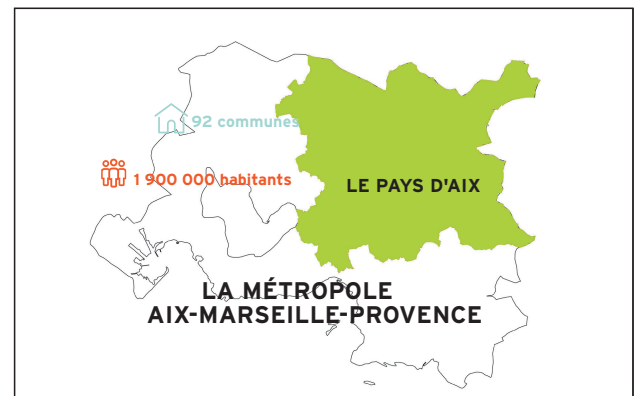 92 communes
1 900 000 habitants
LE PAYS D'AIX
LA MÉTROPOLE
AIX-MARSEILLE-PROVENCE